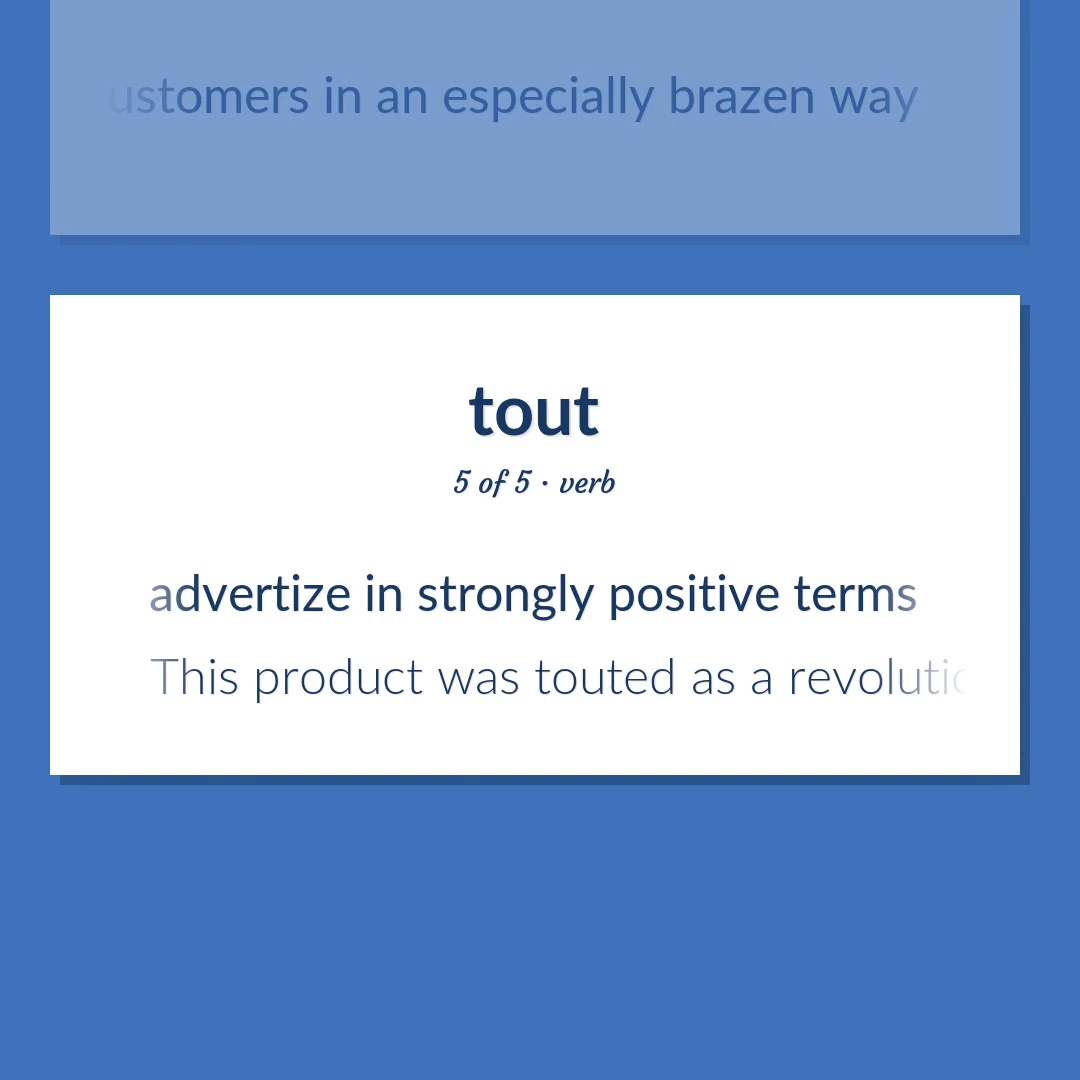 ustomers in an especially brazen way
tout
5 of 5 · verb
advertize in strongly positive terms
This product was touted as a